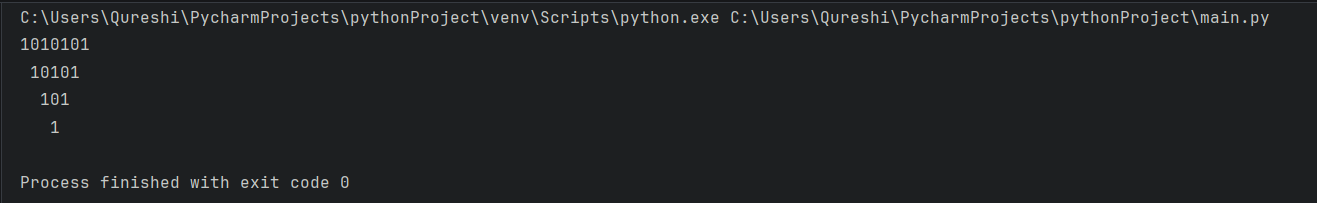 C:\Users\Qureshi\PycharmProjects\pythonProject\venv\Scripts\python.exe C:\Users\Qureshi\PycharmProjects\pythonProject\main.py
1010101
 10101
  101
   1
Process finished with exit code 0